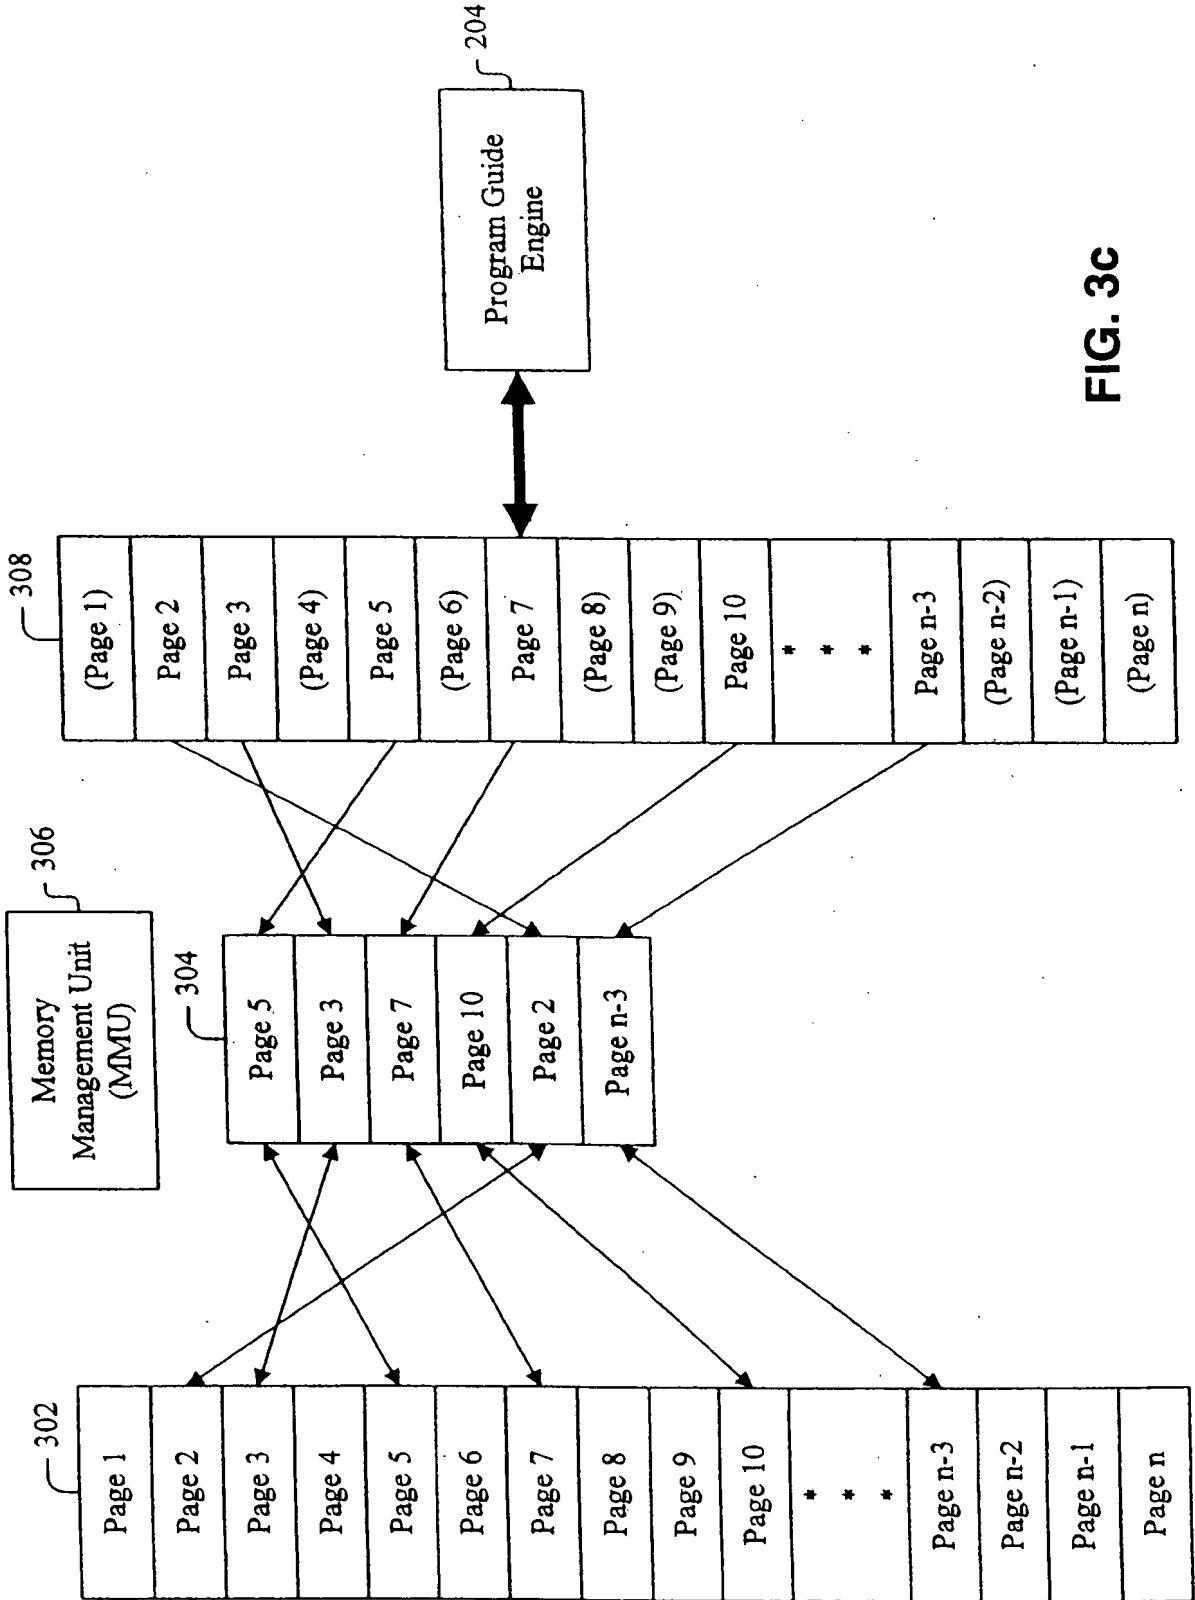 302
Page 1
Page 2
Page 3
Page 4
Page 5
Page 6
Page 7
Page 8
Page 9
Page 10
* * *
Page n-3
Page n-2
Page n-1
Page n
Memory
Management Unit
(MMU)
306
304
Page 5
Page 3
Page 7
Page 10
Page 2
Page n-3
308
(Page 1)
Page 2
Page 3
(Page 4)
Page 5
(Page 6)
Page 7
(Page 8)
(Page 9)
Page 10
* * *
Page n-3
(Page n-2)
(Page n-1)
(Page n)
204
Program Guide
Engine
FIG. 3c